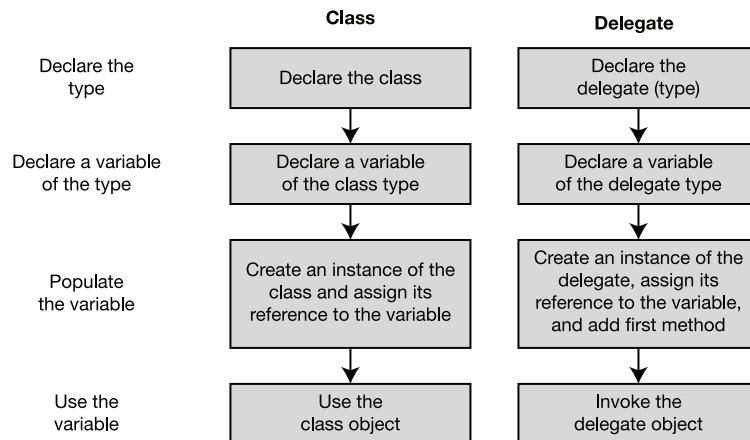 Class
Delegate
Declare the
type
Declare the class
Declare the
delegate (type)
Declare a variable
of the type
Declare a variable
of the class type
Declare a variable
of the delegate type
Populate
the variable
Create an instance of the
class and assign its
reference to the variable
Create an instance of the
delegate, assign its
reference to the variable,
and add first method
Use the
variable
Use the
class object
Invoke the
delegate object